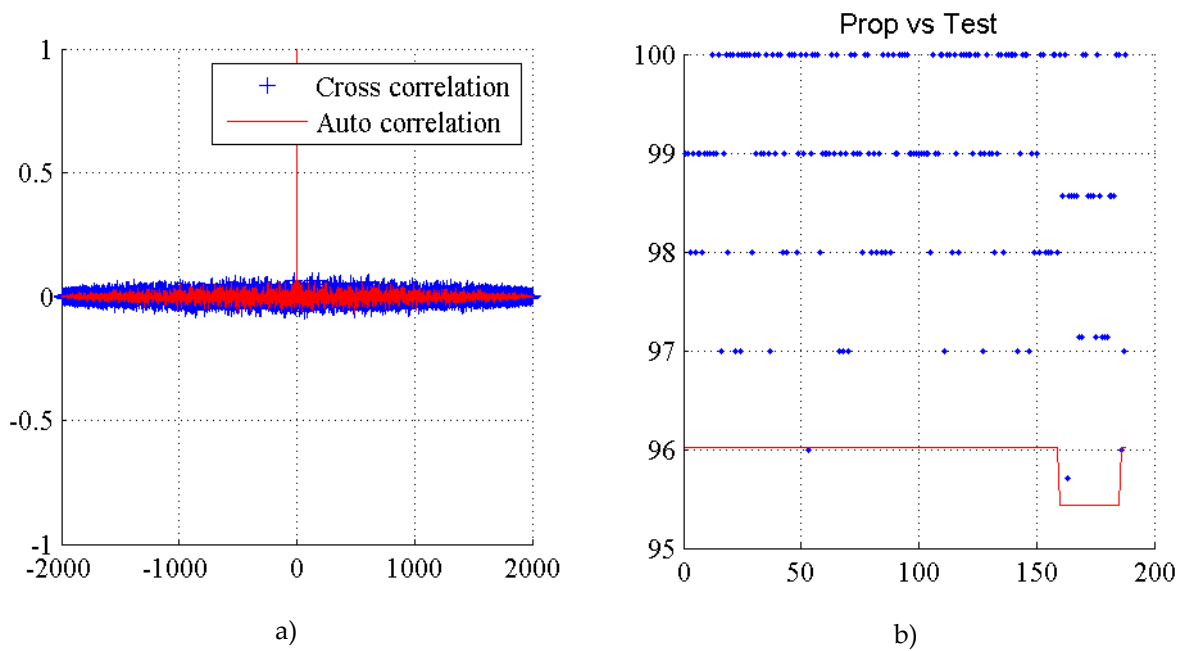 1
0.5
0
-0.5
-1
-2000 -1000 0 1000 2000
Cross correlation
Auto correlation
a)
Prop vs Test
100
99
98
97
96
95
0 50 100 150 200
b)